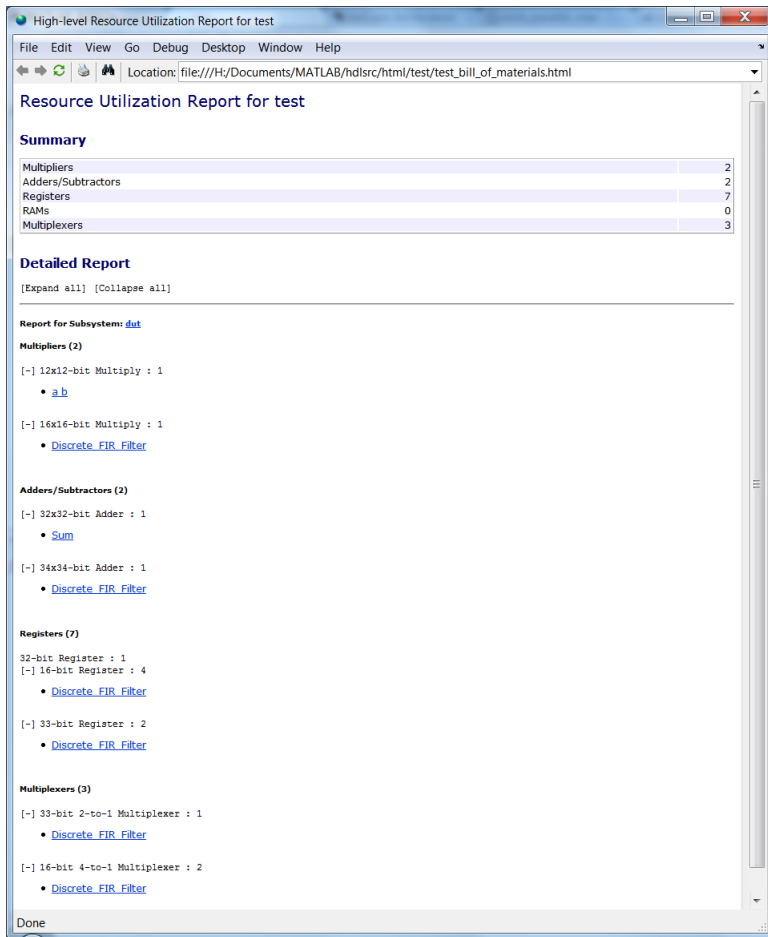 High-level Resource Utilization Report for test
File Edit View Go Debug Desktop Window Help
Location: file:///H:/Documents/MATLAB/hdlsrc/html/test/test_bill_of_materials.html
Resource Utilization Report for test
Summary
Multipliers 2
Adders/Subtractors 2
Registers 7
RAMs 0
Multiplexers 3
Detailed Report
[Expand all] [Collapse all]
Report for Subsystem: dut
Multipliers (2)
[-] 12x12-bit Multiply : 1
• a b
[-] 16x16-bit Multiply : 1
• Discrete FIR Filter
Adders/Subtractors (2)
[-] 32x32-bit Adder : 1
• Sum
[-] 34x34-bit Adder : 1
• Discrete FIR Filter
Registers (7)
32-bit Register : 1
[-] 16-bit Register : 4
• Discrete FIR Filter
[-] 33-bit Register : 2
• Discrete FIR Filter
Multiplexers (3)
[-] 33-bit 2-to-1 Multiplexer : 1
• Discrete FIR Filter
[-] 16-bit 4-to-1 Multiplexer : 2
• Discrete FIR Filter
Done